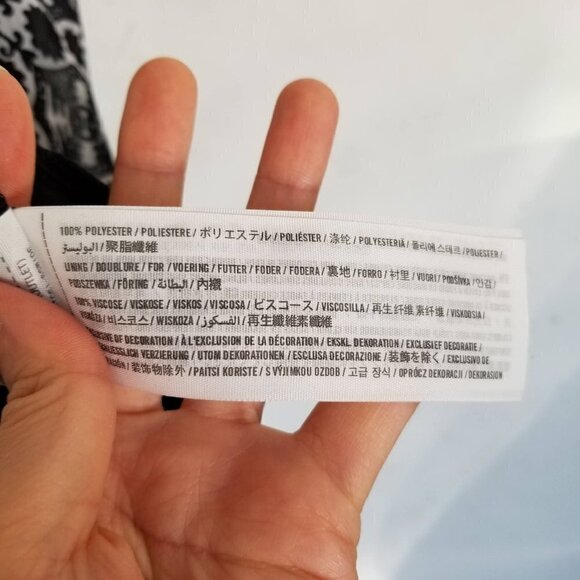 100% POLYESTER / POLIESTERE / ポリエステル / POLIÉSTER / 涤纶 / POLYESTERIÄ / 폴리에스테르 / POLIESTER /
البوليستر / 聚脂纖維
LINING / DOUBLURE / FOR / VOERING / FUTTER / FODER / FODERA / 裏地 / FORRO / 衬里 / VUORI / PODŠÍVKA / 안감 /
PODSZEWKA / FÖRING / البطانة / 內襯
100% VISCOSE / VISKOSE / VISKOS / VISCOSA / ビスコース / VISCOSILLA / 再生纤维素纤维 / VISKOOSIA
/ 비스코스 / WISKOZA / الفسكوز / 再生纖維素纖維
EXCLUSIVE OF DECORATION / À L'EXCLUSION DE LA DÉCORATION / EKSKL. DEKORATION / EXCLUSIEF DECORATIE /
VERZIERUNG / UTOM DEKORATIONEN / ESCLUSA DECORAZIONE / 装飾を除く / EXCLUSIVO DE
/ 装饰物除外 / PAITSI KORISTE / S VÝJIMKOU OZDOB / 고급 장식 / OPRÓCZ DEKORACJI / DEKORASION